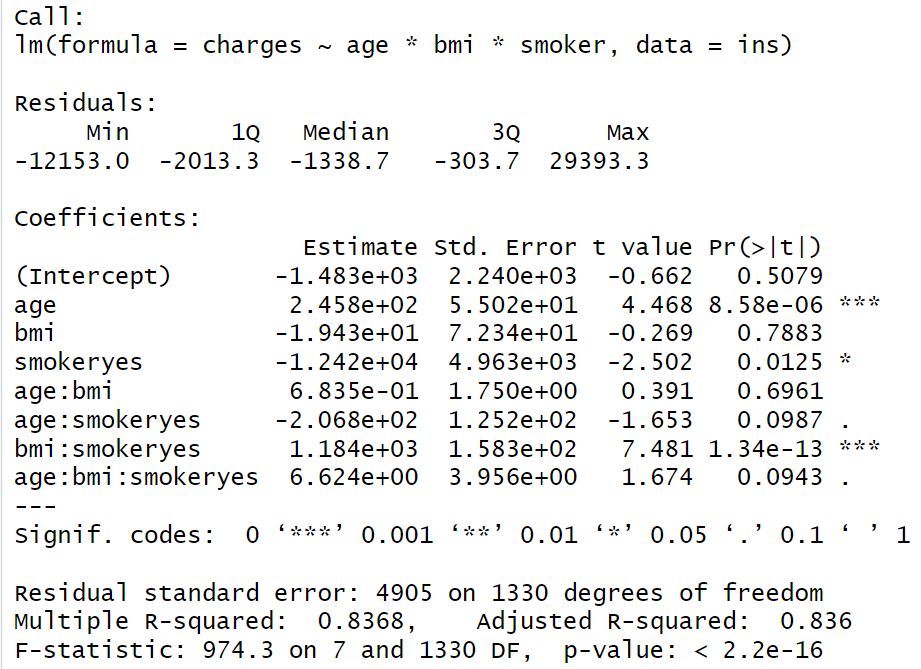 Call:
lm(formula = charges ~ age * bmi * smoker, data = ins)
Residuals:
     Min       1Q   Median       3Q      Max
-12153.0  -2013.3  -1338.7   -303.7  29393.3
Coefficients:
                   Estimate Std. Error t value Pr(>|t|)
(Intercept)      -1.483e+03  2.240e+03  -0.662   0.5079
age               2.458e+02  5.502e+01   4.468 8.58e-06 ***
bmi              -1.943e+01  7.234e+01  -0.269   0.7883
smokeryes        -1.242e+04  4.963e+03  -2.502   0.0125 *
age:bmi           6.835e-01  1.750e+00   0.391   0.6961
age:smokeryes    -2.068e+02  1.252e+02  -1.653   0.0987 .
bmi:smokeryes     1.184e+03  1.583e+02   7.481 1.34e-13 ***
age:bmi:smokeryes 6.624e+00  3.956e+00   1.674   0.0943 .
---
Signif. codes:  0 ‘***’ 0.001 ‘**’ 0.01 ‘*’ 0.05 ‘.’ 0.1 ‘ ’ 1
Residual standard error: 4905 on 1330 degrees of freedom
Multiple R-squared:  0.8368,    Adjusted R-squared:  0.836
F-statistic: 974.3 on 7 and 1330 DF,  p-value: < 2.2e-16